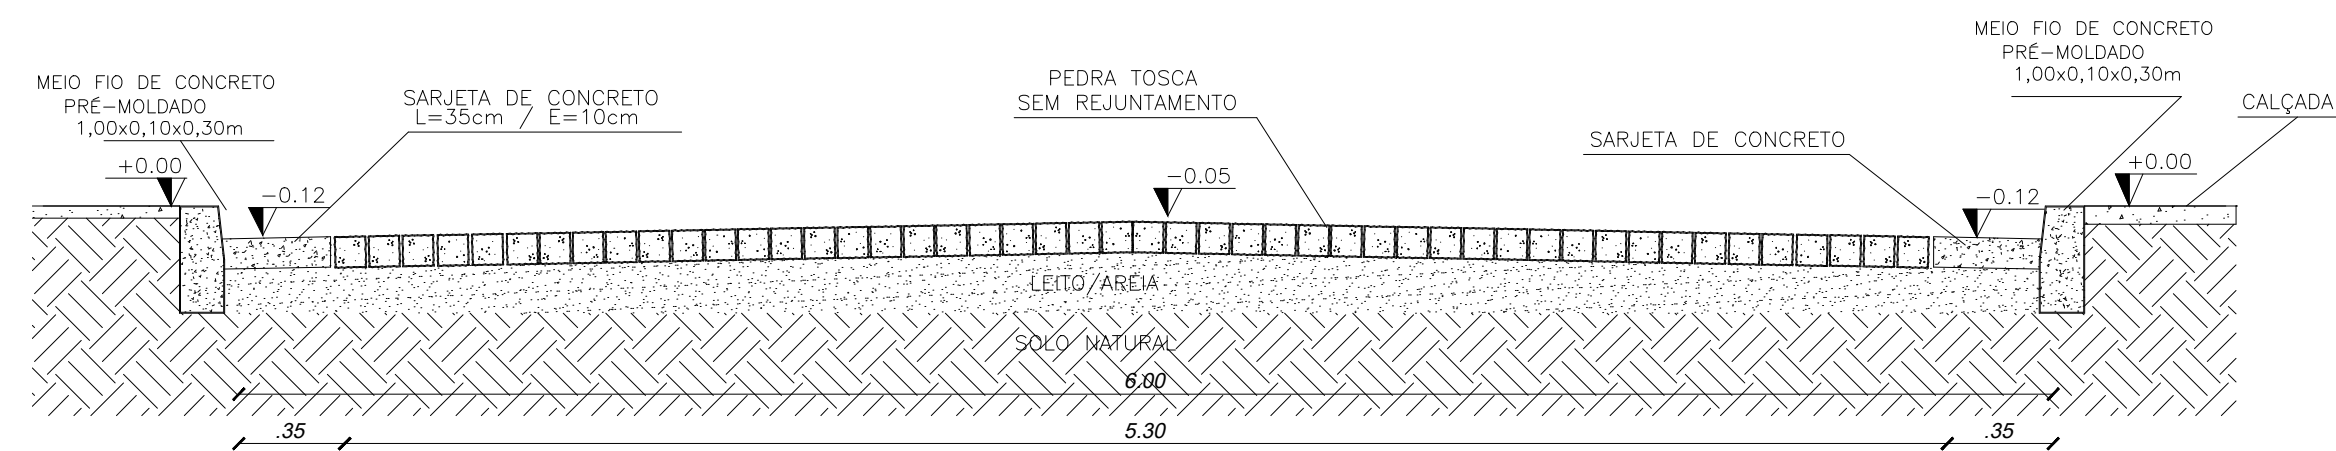 MEIO FIO DE CONCRETO
PRÉ-MOLDADO
1,00x0,10x0,30m
MEIO FIO DE CONCRETO
PRÉ-MOLDADO
1,00x0,10x0,30m
SARJETA DE CONCRETO
L=35cm / E=10cm
PEDRA TOSCA
SEM REJUNTAMENTO
SARJETA DE CONCRETO
CALÇADA
+0.00
-0.12
-0.05
-0.12
+0.00
LEITO/AREIA
SOLO NATURAL
6.00
.35
5.30
.35